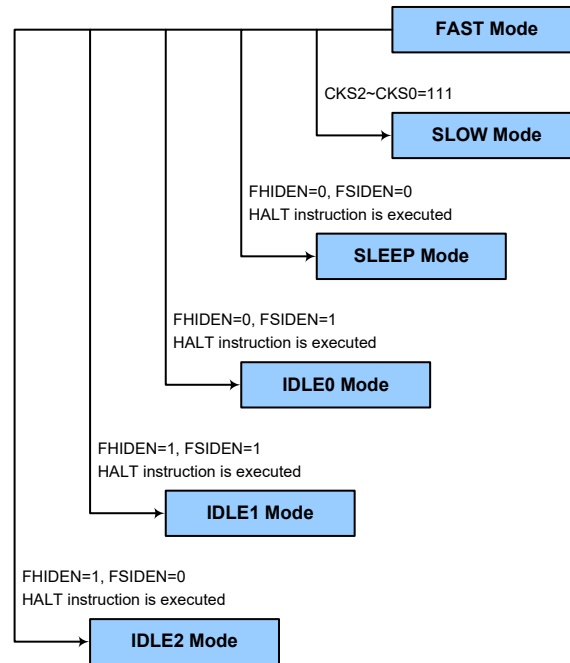 FAST Mode
CKS2~CKS0=111
SLOW Mode
FHIDEN=0, FSIDEN=0
HALT instruction is executed
SLEEP Mode
FHIDEN=0, FSIDEN=1
HALT instruction is executed
IDLE0 Mode
FHIDEN=1, FSIDEN=1
HALT instruction is executed
IDLE1 Mode
FHIDEN=1, FSIDEN=0
HALT instruction is executed
IDLE2 Mode